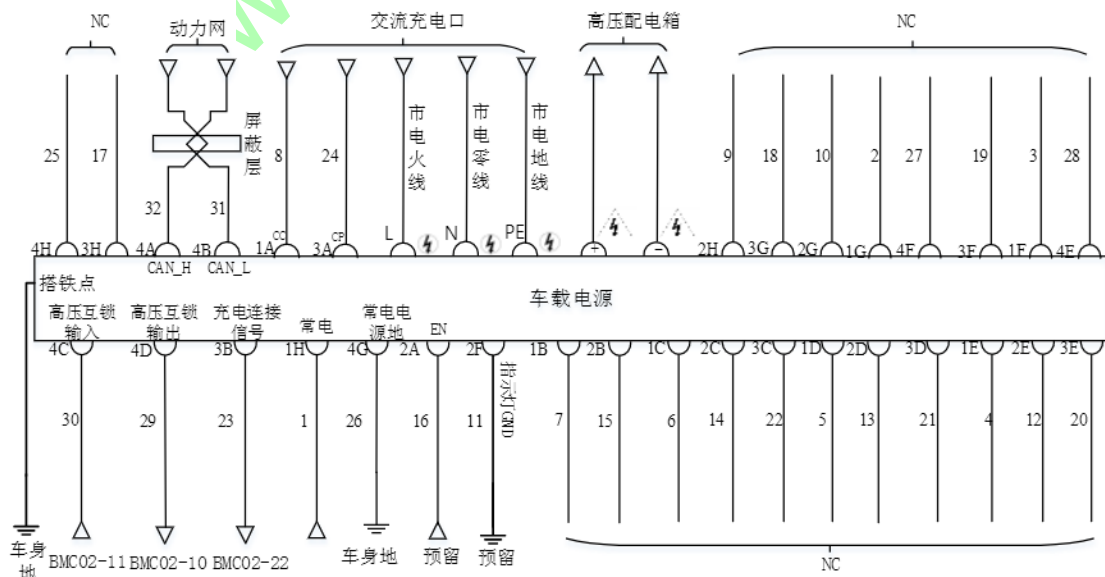 NC
动力网
交流充电口
高压配电箱
NC
25
17
屏蔽层
8
24
市电火线
市电零线
市电地线
9
18
10
2
27
19
3
28
32
31
4H
3H
4A
4B
1A
CC
3A
CP
L
N
PE
+
-
2H
3G
2G
1G
4F
3F
1F
4E
CAN_H
CAN_L
搭铁点
车载电源
高压互锁输入
高压互锁输出
充电连接信号
常电
常电电源地
EN
4C
4D
3B
1H
4G
2A
2F
1B
2B
1C
2C
3C
1D
2D
3D
1E
2E
3E
指示灯GND
30
29
23
1
26
16
11
7
15
6
14
22
5
13
21
4
12
20
车身地
BMC02-11
BMC02-10
BMC02-22
车身地
预留
预留
NC